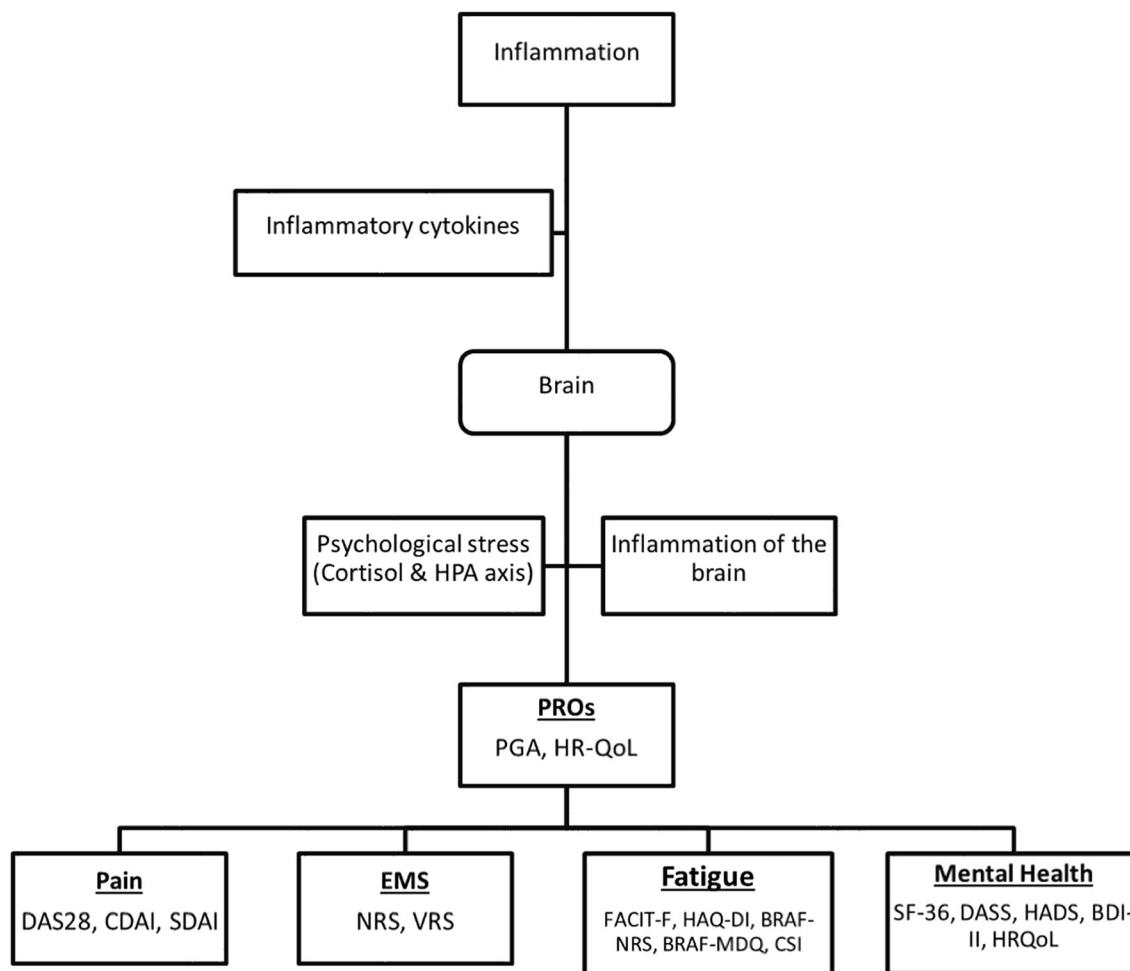 Inflammation
Inflammatory cytokines
Brain
Psychological stress
(Cortisol & HPA axis)
Inflammation of the
brain
PROs
PGA, HR-QoL
Pain
DAS28, CDAI, SDAI
EMS
NRS, VRS
Fatigue
FACIT-F, HAQ-DI, BRAF-
NRS, BRAF-MDQ, CSI
Mental Health
SF-36, DASS, HADS, BDI-
II, HRQoL